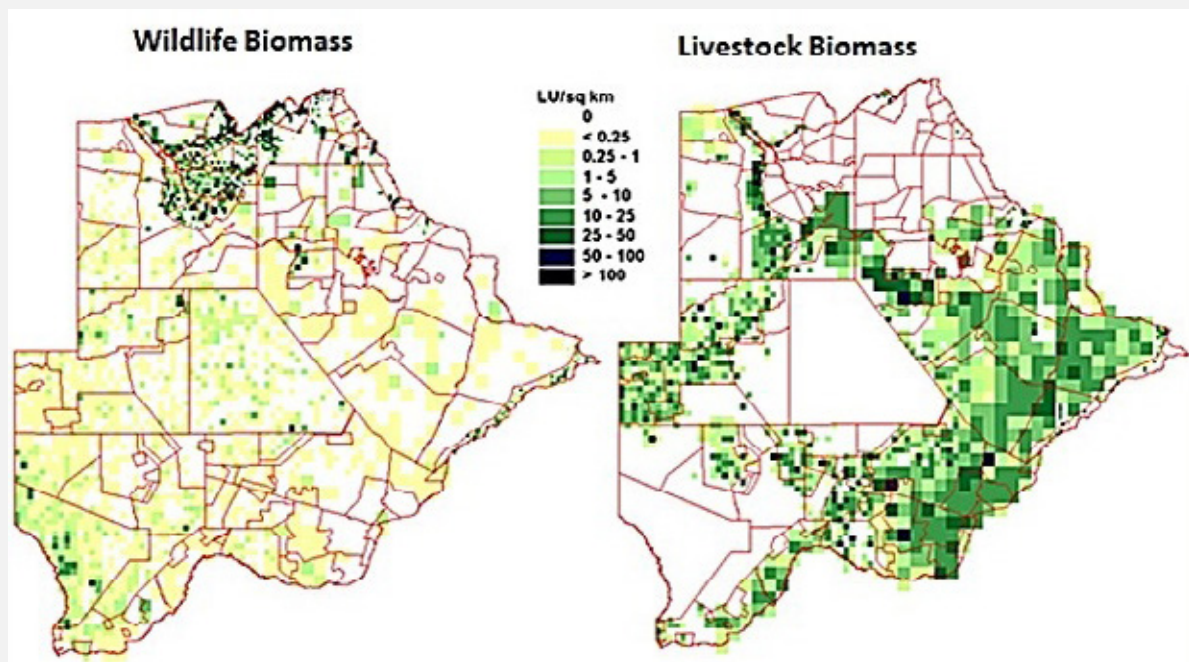 Wildlife Biomass
Livestock Biomass
LU/sq km
0
< 0.25
0.25 - 1
1 - 5
5 - 10
10 - 25
25 - 50
50 - 100
> 100